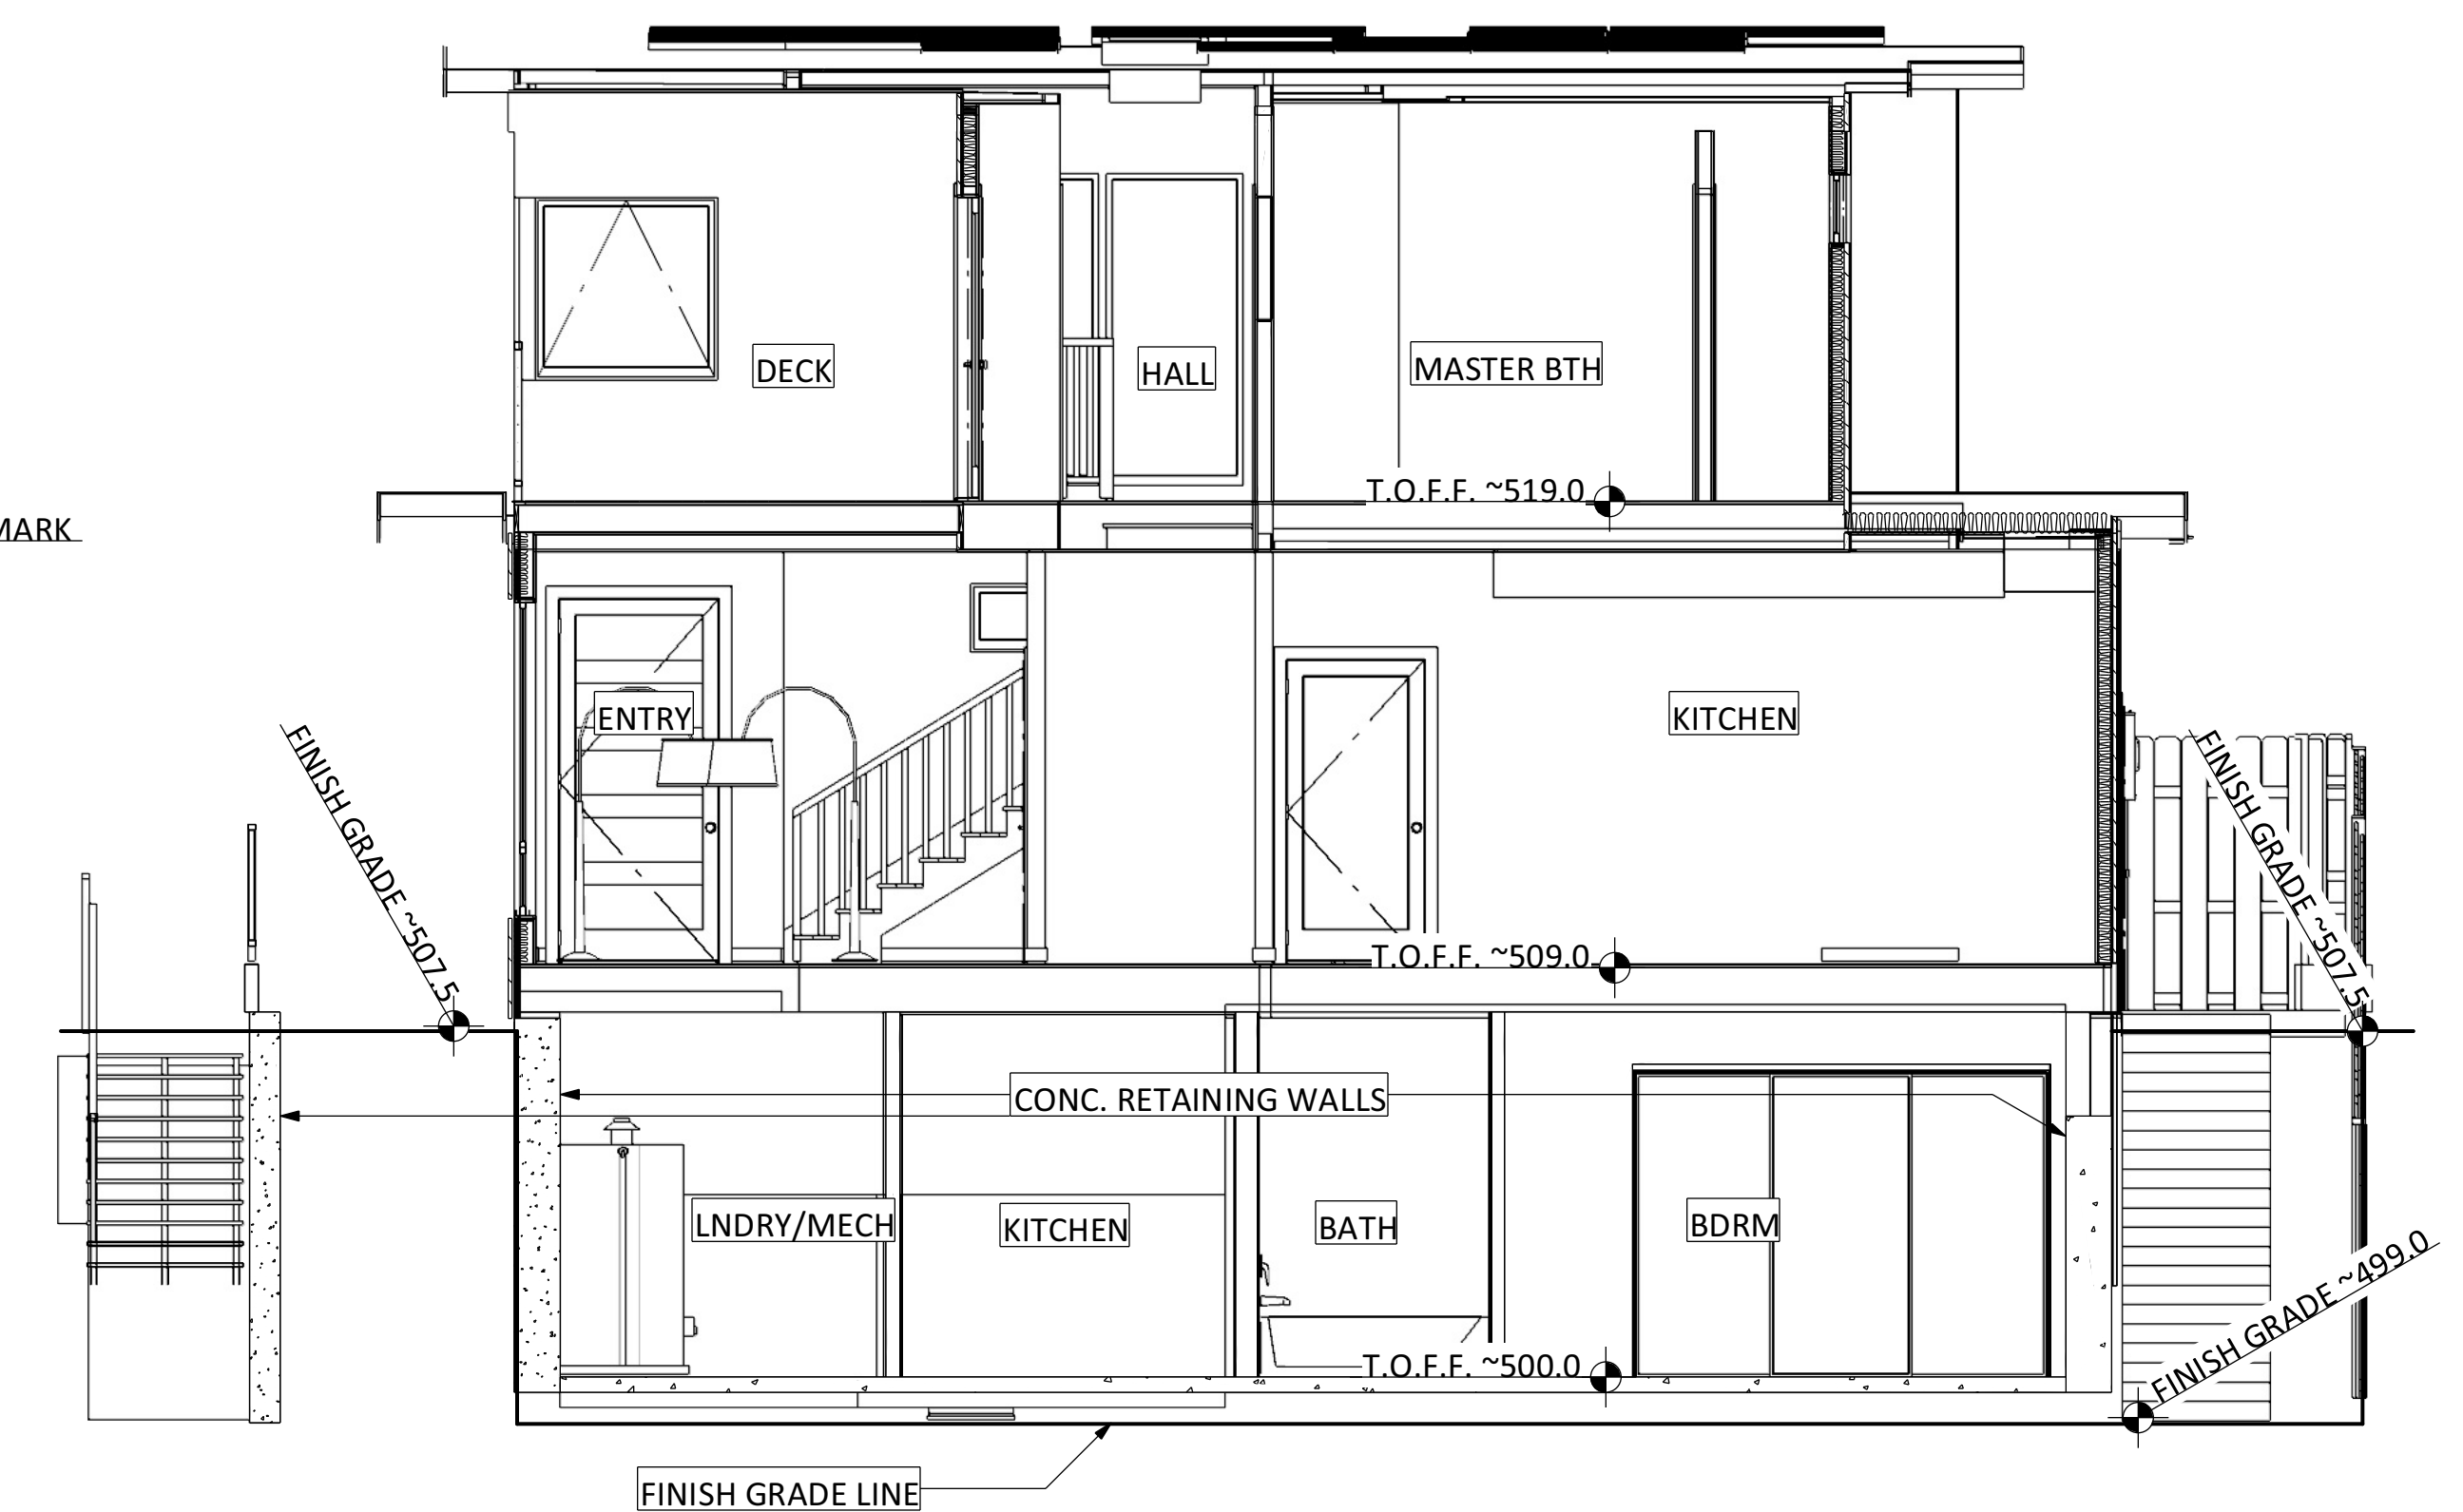 DECK
HALL
MASTER BTH
T.O.F.F. ~519.0
MARK
ENTRY
KITCHEN
FINISH GRADE ~507.5
FINISH GRADE ~507.5
T.O.F.F. ~509.0
CONC. RETAINING WALLS
LNDRY/MECH
KITCHEN
BATH
BDRM
T.O.F.F. ~500.0
FINISH GRADE ~499.0
FINISH GRADE LINE